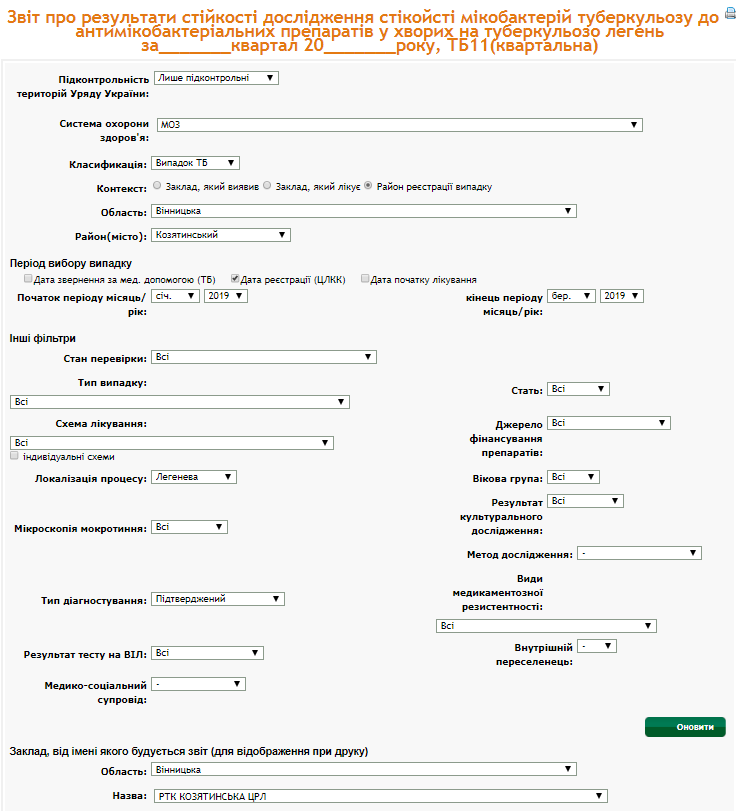 Звіт про результати стійкості дослідження стікойсті мікобактерій туберкульозу до
антимікобактеріальних препаратів у хворих на туберкульозо легень
за________квартал 20________року, ТБ11(квартальна)
Підконтрольність територій Уряду України: Лише підконтрольні
Система охорони здоров'я: МОЗ
Класификація: Випадок ТБ
Контекст: Заклад, який виявив Заклад, який лікує Район реєстрації випадку
Область: Вінницька
Район(місто): Козятинський
Період вибору випадку
Дата звернення за мед. допомогою (ТБ) Дата реєстрації (ЦЛКК) Дата початку лікування
Початок періоду місяць/рік: січ. 2019 кінець періоду місяць/рік: бер. 2019
Інші фільтри
Стан перевірки: Всі
Тип випадку:
Всі
Стать: Всі
Схема лікування:
Всі
індивідуальні схеми
Джерело фінансування препаратів: Всі
Локалізація процесу: Легенева
Вікова група: Всі
Результат культурального дослідження: Всі
Мікроскопія мокротиння: Всі
Метод дослідження: -
Види медикаментозної резистентності:
Всі
Тип діагностування: Підтверджений
Результат тесту на ВІЛ: Всі
Внутрішній переселенець: -
Медико-соціальний супровід: -
Оновити
Заклад, від імені якого будується звіт (для відображення при друку)
Область: Вінницька
Назва: РТК КОЗЯТИНСЬКА ЦРЛ